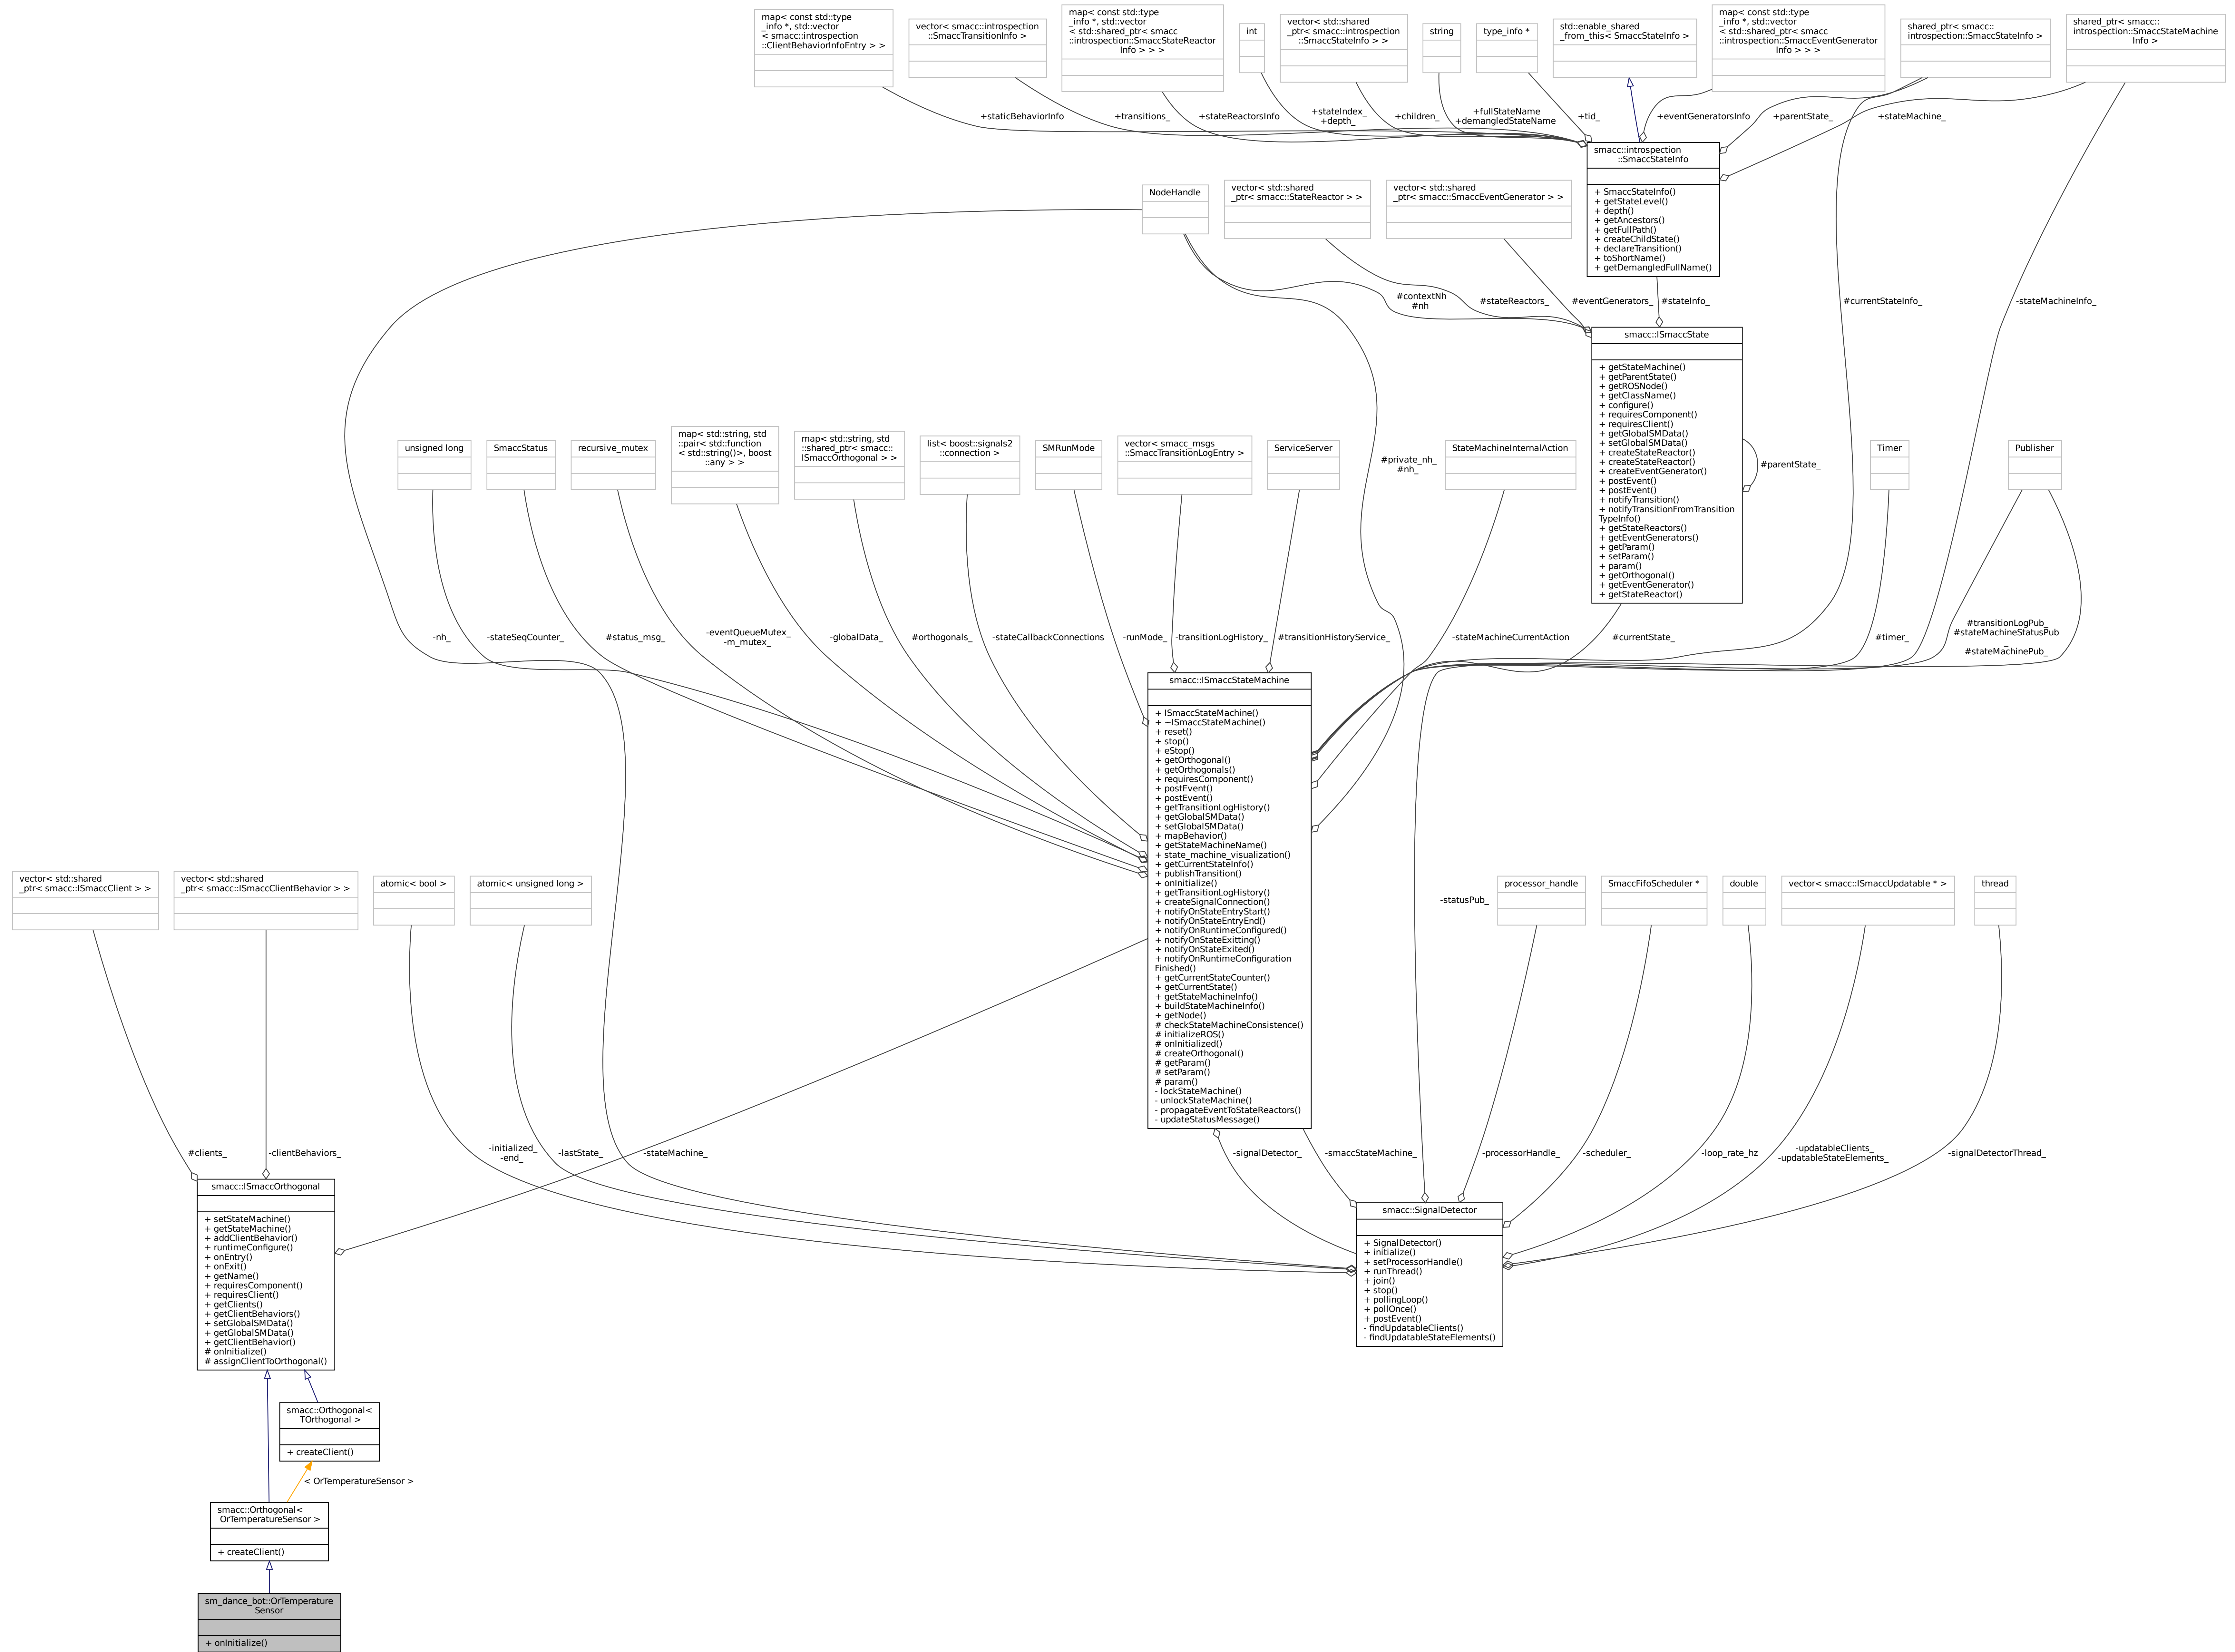 map< const std::type
_info *, std::vector
< smacc::introspection
::ClientBehaviorInfoEntry > >
vector< smacc::introspection
::SmaccTransitionInfo >
map< const std::type
_info *, std::vector
< std::shared_ptr< smacc
::introspection::SmaccStateReactor
Info > > >
int
vector< std::shared
_ptr< smacc::introspection
::SmaccStateInfo > >
string
type_info *
std::enable_shared
_from_this< SmaccStateInfo >
map< const std::type
_info *, std::vector
< std::shared_ptr< smacc
::introspection::SmaccEventGenerator
Info > > >
shared_ptr< smacc::
introspection::SmaccStateInfo >
shared_ptr< smacc::
introspection::SmaccStateMachine
Info >
+staticBehaviorInfo
+transitions_
+stateReactorsInfo
+stateIndex_
+depth_
+children_
+fullStateName
+demangledStateName
+tid_
+eventGeneratorsInfo
+parentState_
+stateMachine_
smacc::introspection
::SmaccStateInfo
+ SmaccStateInfo()
+ getStateLevel()
+ depth()
+ getAncestors()
+ getFullPath()
+ createChildState()
+ declareTransition()
+ toShortName()
+ getDemangledFullName()
NodeHandle
vector< std::shared
_ptr< smacc::StateReactor > >
vector< std::shared
_ptr< smacc::SmaccEventGenerator > >
#contextNh
#nh
#stateReactors_
#eventGenerators_
#stateInfo_
#currentStateInfo_
-stateMachineInfo_
smacc::ISmaccState
+ getStateMachine()
+ getParentState()
+ getROSNode()
+ getClassName()
+ configure()
+ requiresComponent()
+ requiresClient()
+ getGlobalSMData()
+ setGlobalSMData()
+ createStateReactor()
+ createStateReactor()
+ createEventGenerator()
+ postEvent()
+ postEvent()
+ notifyTransition()
+ notifyTransitionFromTransition
TypeInfo()
+ getStateReactors()
+ getEventGenerators()
+ getParam()
+ setParam()
+ param()
+ getOrthogonal()
+ getEventGenerator()
+ getStateReactor()
#parentState_
unsigned long
SmaccStatus
recursive_mutex
map< std::string, std
::pair< std::function
< std::string()>, boost
::any > >
map< std::string, std
::shared_ptr< smacc::
ISmaccOrthogonal > >
list< boost::signals2
::connection >
SMRunMode
vector< smacc_msgs
::SmaccTransitionLogEntry >
ServiceServer
#private_nh_
#nh_
StateMachineInternalAction
Timer
Publisher
-nh_
-stateSeqCounter_
#status_msg_
-eventQueueMutex_
-m_mutex_
-globalData_
#orthogonals_
-stateCallbackConnections
-runMode_
-transitionLogHistory_
#transitionHistoryService_
-stateMachineCurrentAction
#currentState_
#timer_
#transitionLogPub_
#stateMachineStatusPub
_
#stateMachinePub_
smacc::ISmaccStateMachine
+ ISmaccStateMachine()
+ ~ISmaccStateMachine()
+ reset()
+ stop()
+ eStop()
+ getOrthogonal()
+ getOrthogonals()
+ requiresComponent()
+ postEvent()
+ postEvent()
+ getTransitionLogHistory()
+ getGlobalSMData()
+ setGlobalSMData()
+ mapBehavior()
+ getStateMachineName()
+ state_machine_visualization()
+ getCurrentStateInfo()
+ publishTransition()
+ onInitialize()
+ getTransitionLogHistory()
+ createSignalConnection()
+ notifyOnStateEntryStart()
+ notifyOnStateEntryEnd()
+ notifyOnRuntimeConfigured()
+ notifyOnStateExitting()
+ notifyOnStateExited()
+ notifyOnRuntimeConfiguration
Finished()
+ getCurrentStateCounter()
+ getCurrentState()
+ getStateMachineInfo()
+ buildStateMachineInfo()
+ getNode()
# checkStateMachineConsistence()
# initializeROS()
# onInitialized()
# createOrthogonal()
# getParam()
# setParam()
# param()
- lockStateMachine()
- unlockStateMachine()
- propagateEventToStateReactors()
- updateStatusMessage()
vector< std::shared
_ptr< smacc::ISmaccClient > >
vector< std::shared
_ptr< smacc::ISmaccClientBehavior > >
atomic< bool >
atomic< unsigned long >
-statusPub_
processor_handle
SmaccFifoScheduler *
double
vector< smacc::ISmaccUpdatable * >
thread
#clients_
-clientBehaviors_
-initialized_
-end_
-lastState_
-stateMachine_
-signalDetector_
-smaccStateMachine_
-processorHandle_
-scheduler_
-loop_rate_hz
-updatableClients_
-updatableStateElements_
-signalDetectorThread_
smacc::ISmaccOrthogonal
+ setStateMachine()
+ getStateMachine()
+ addClientBehavior()
+ runtimeConfigure()
+ onEntry()
+ onExit()
+ getName()
+ requiresComponent()
+ requiresClient()
+ getClients()
+ getClientBehaviors()
+ setGlobalSMData()
+ getGlobalSMData()
+ getClientBehavior()
# onInitialize()
# assignClientToOrthogonal()
smacc::SignalDetector
+ SignalDetector()
+ initialize()
+ setProcessorHandle()
+ runThread()
+ join()
+ stop()
+ pollingLoop()
+ pollOnce()
+ postEvent()
- findUpdatableClients()
- findUpdatableStateElements()
smacc::Orthogonal<
TOrthogonal >
+ createClient()
< OrTemperatureSensor >
smacc::Orthogonal<
OrTemperatureSensor >
+ createClient()
sm_dance_bot::OrTemperature
Sensor
+ onInitialize()